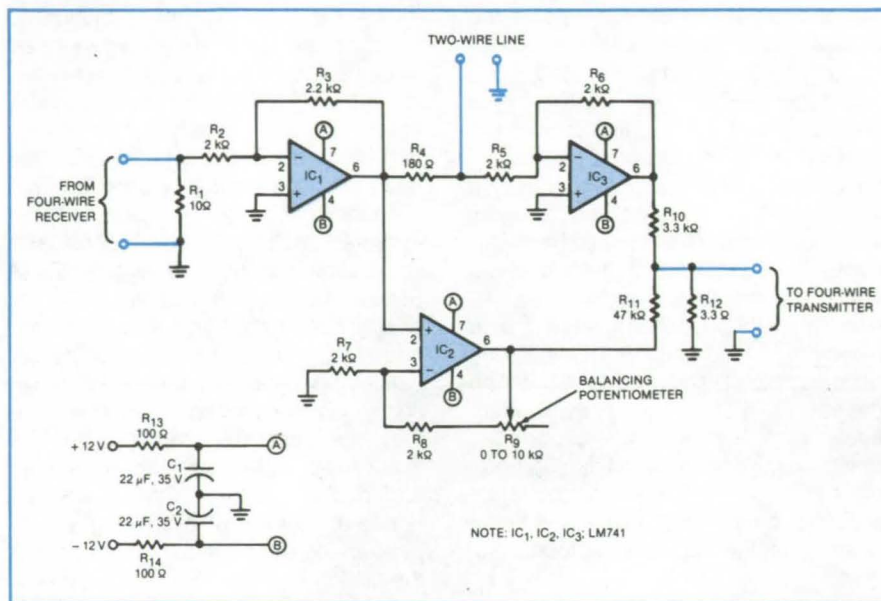 TWO-WIRE LINE
R3
2.2 kΩ
R6
2 kΩ
R2
2 kΩ
A
7
2
6
IC1
3
4
B
R4
180 Ω
R5
2 kΩ
A
7
2
6
IC3
3
4
B
FROM
FOUR-WIRE
RECEIVER
R1
10Ω
R10
3.3 kΩ
R11
47 kΩ
R12
3.3 Ω
TO FOUR-WIRE
TRANSMITTER
A
7
2
6
IC2
3
4
B
R7
2 kΩ
BALANCING
POTENTIOMETER
R8
2 kΩ
R9
0 TO 10 kΩ
R13
100 Ω
+12V
A
C1
22 µF, 35 V
C2
22 µF, 35 V
−12V
B
R14
100 Ω
NOTE: IC1, IC2, IC3; LM741